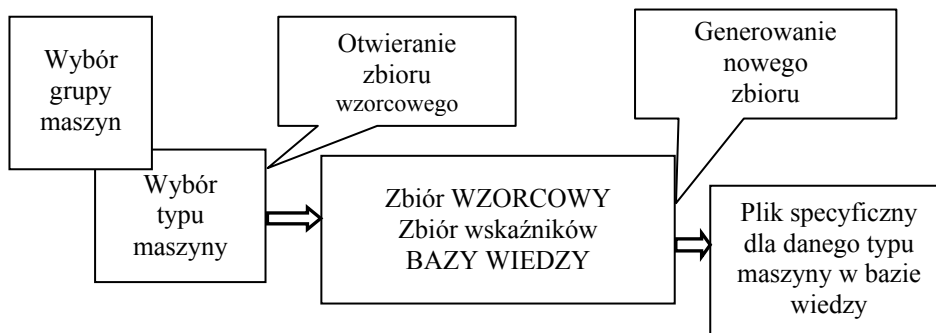 Wybór
grupy
maszyn
Otwieranie
zbioru
wzorcowego
Generowanie
nowego
zbioru
Wybór
typu
maszyny
Zbiór WZORCOWY
Zbiór wskaźników
BAZY WIEDZY
Plik specyficzny
dla danego typu
maszyny w bazie
wiedzy